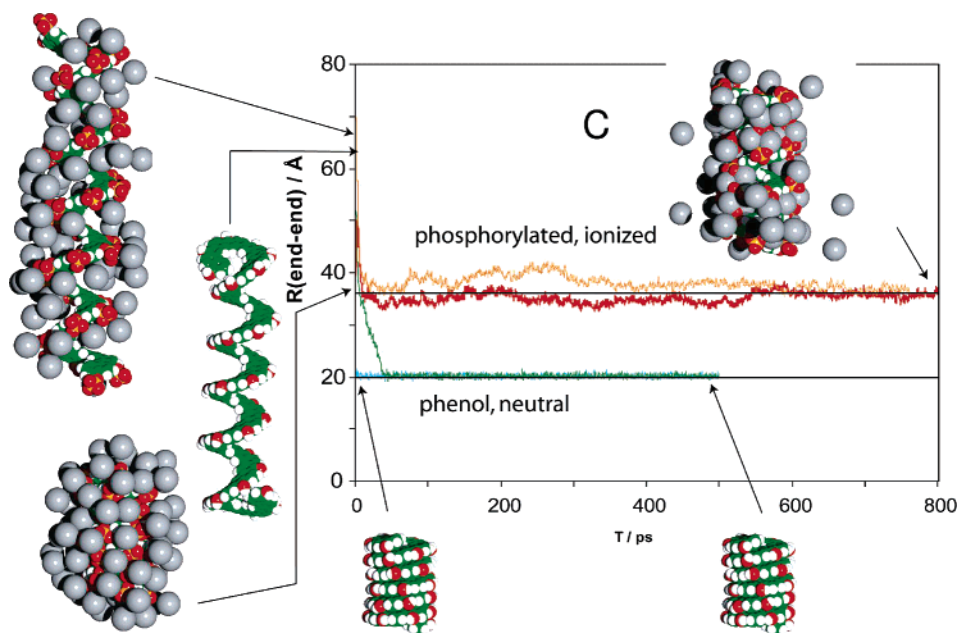 80
C
60
R(end-end) / Å
phosphorylated, ionized
40
20
phenol, neutral
0
0 200 400 600 800
T / ps